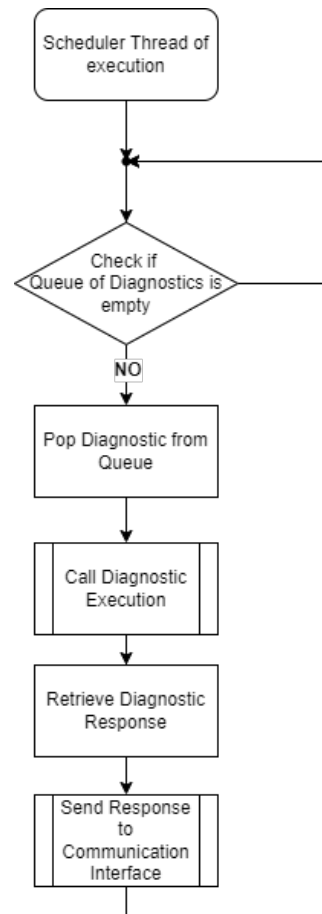 Scheduler Thread of
execution
Check if
Queue of Diagnostics is
empty
NO
Pop Diagnostic from
Queue
Call Diagnostic
Execution
Retrieve Diagnostic
Response
Send Response
to
Communication
Interface